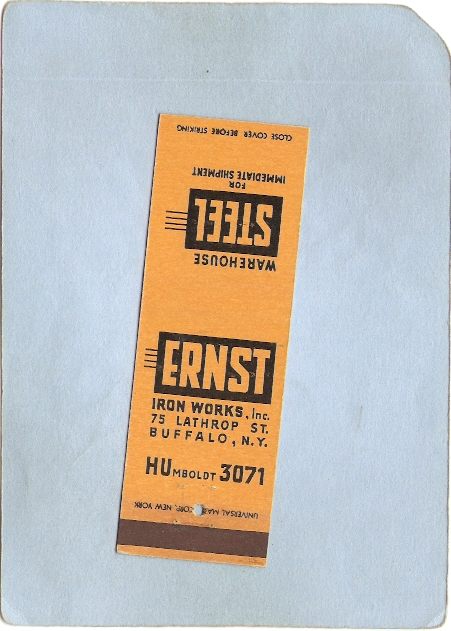 CLOSE COVER BEFORE STRIKING
WAREHOUSE
STEEL
FOR
IMMEDIATE SHIPMENT
ERNST
IRON WORKS, Inc.
75 LATHROP ST.
BUFFALO, N.Y.
HUMBOLDT 3071
UNIVERSAL CORP. NEW YORK